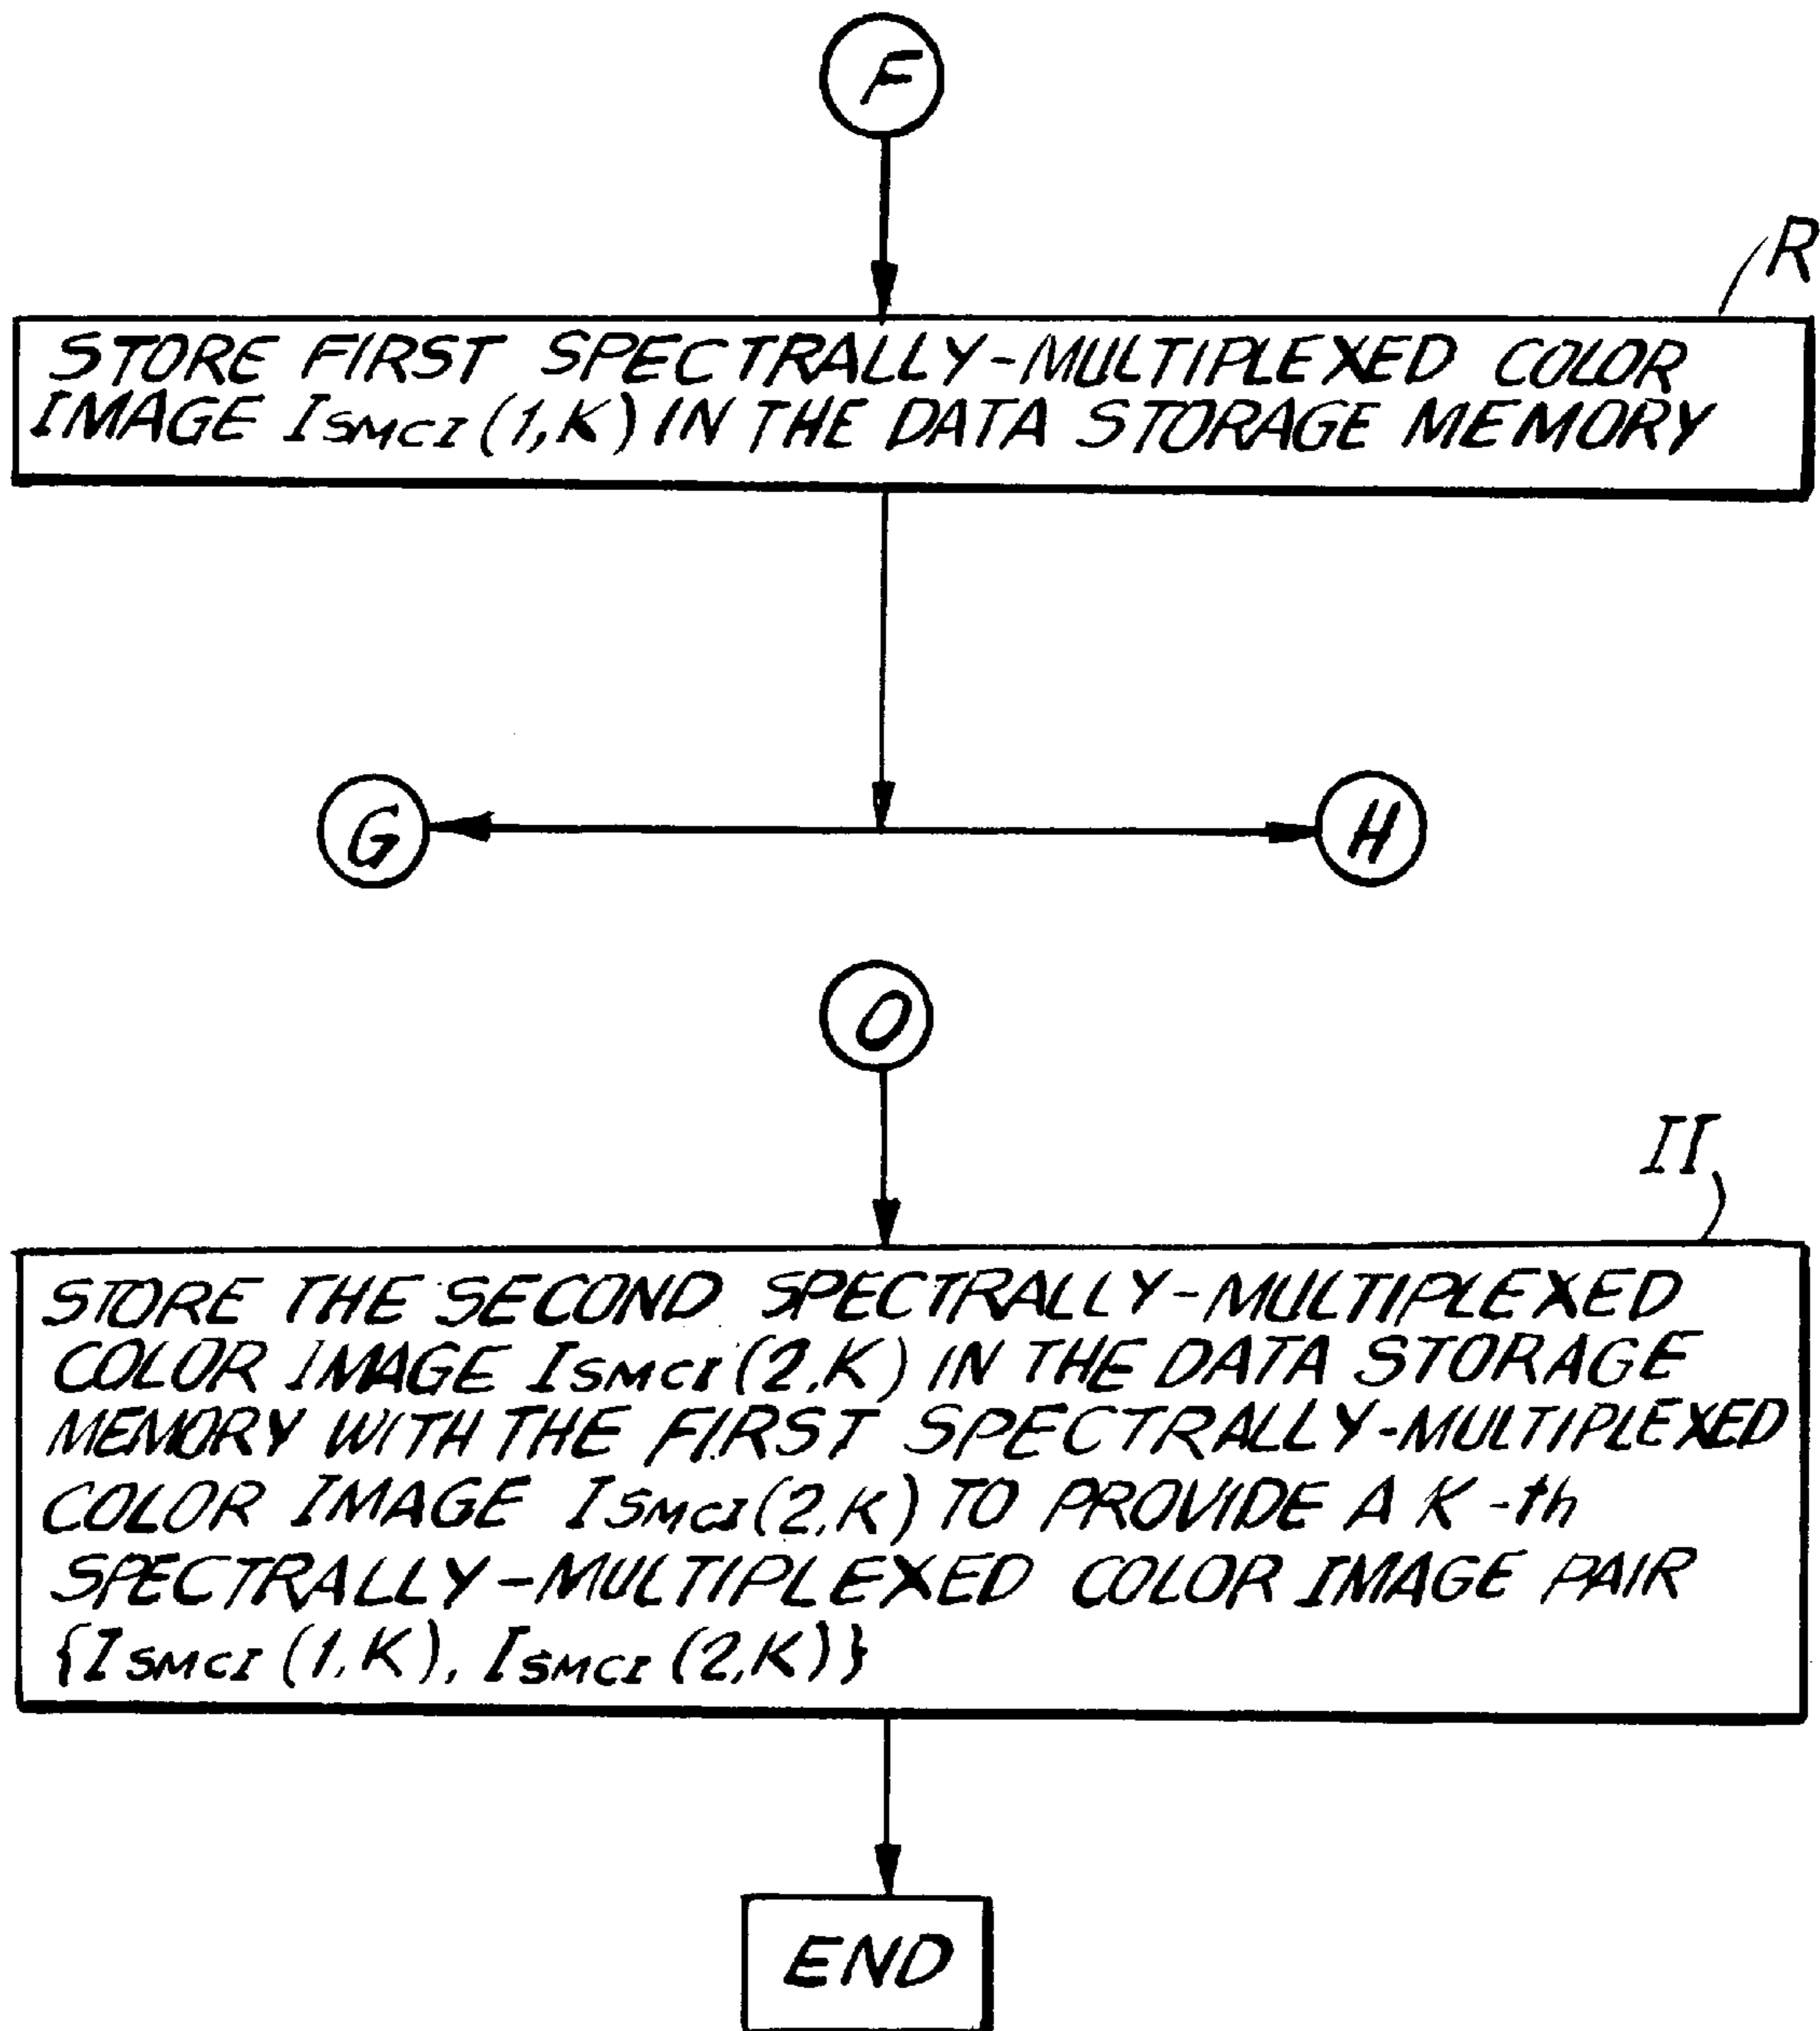 F
R
STORE FIRST SPECTRALLY-MULTIPLEXED COLOR
IMAGE ISMCI (1,K) IN THE DATA STORAGE MEMORY
G
H
O
II
STORE THE SECOND SPECTRALLY-MULTIPLEXED
COLOR IMAGE ISMCI (2,K) IN THE DATA STORAGE
MEMORY WITH THE FIRST SPECTRALLY-MULTIPLEXED
COLOR IMAGE ISMCI (2,K) TO PROVIDE A K-th
SPECTRALLY-MULTIPLEXED COLOR IMAGE PAIR
{ISMCI (1,K), ISMCI (2,K)}
END